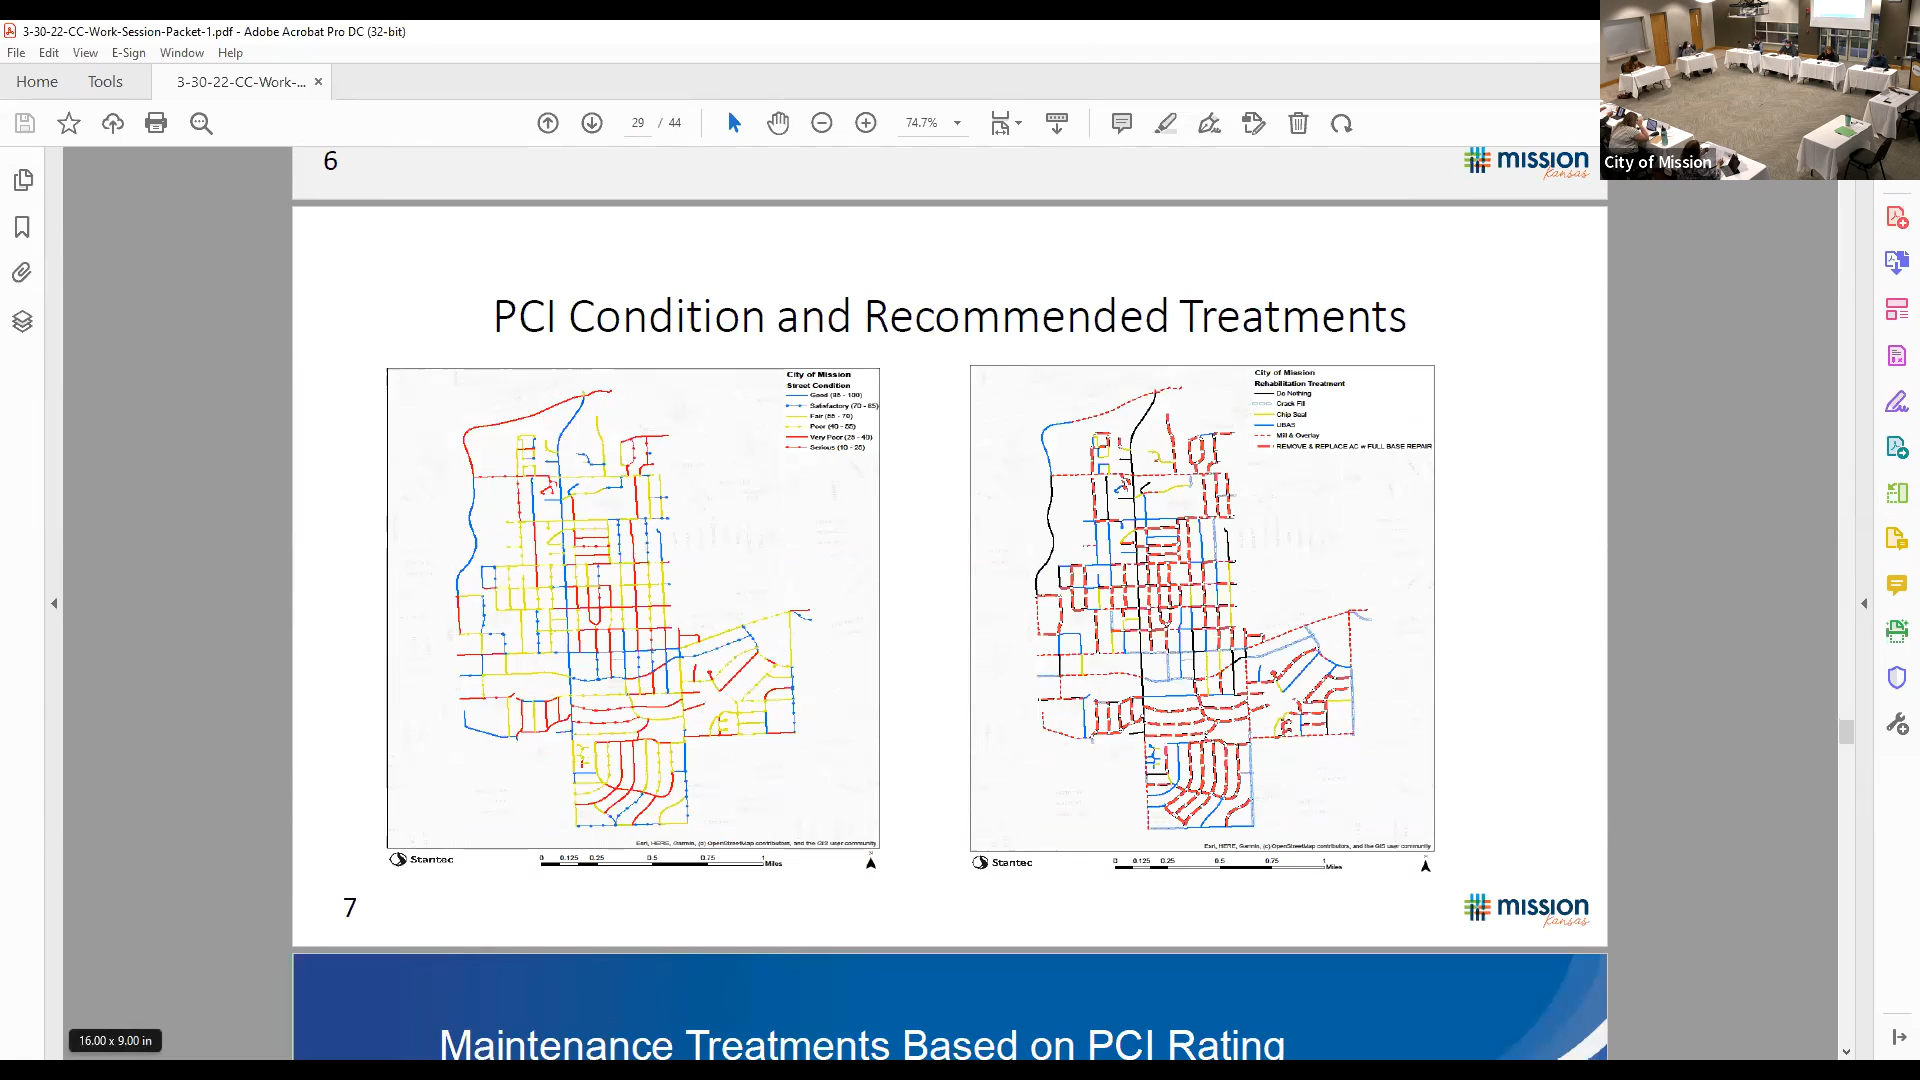 3-30-22-CC-Work-Session-Packet-1.pdf - Adobe Acrobat Pro DC (32-bit)
File Edit View E-Sign Window Help
Home Tools 3-30-22-CC-Work-... ×
29 / 44 74.7%
City of Mission
6
mission
kansas
PCI Condition and Recommended Treatments
City of Mission
Street Condition
Good (85 - 100)
Satisfactory (70 - 85)
Fair (55 - 70)
Poor (40 - 55)
Very Poor (25 - 40)
Serious (10 - 25)
Esri, HERE, Garmin, (c) OpenStreetMap contributors, and the GIS user community
Stantec
0 0.125 0.25 0.5 0.75 1
Miles
City of Mission
Rehabilitation Treatment
Do Nothing
Crack Fill
Chip Seal
UBAS
Mill & Overlay
REMOVE & REPLACE AC w FULL BASE REPAIR
Esri, HERE, Garmin, (c) OpenStreetMap contributors, and the GIS user community
Stantec
0 0.125 0.25 0.5 0.75 1
Miles
7
mission
kansas
16.00 x 9.00 in
Maintenance Treatments Based on PCI Rating